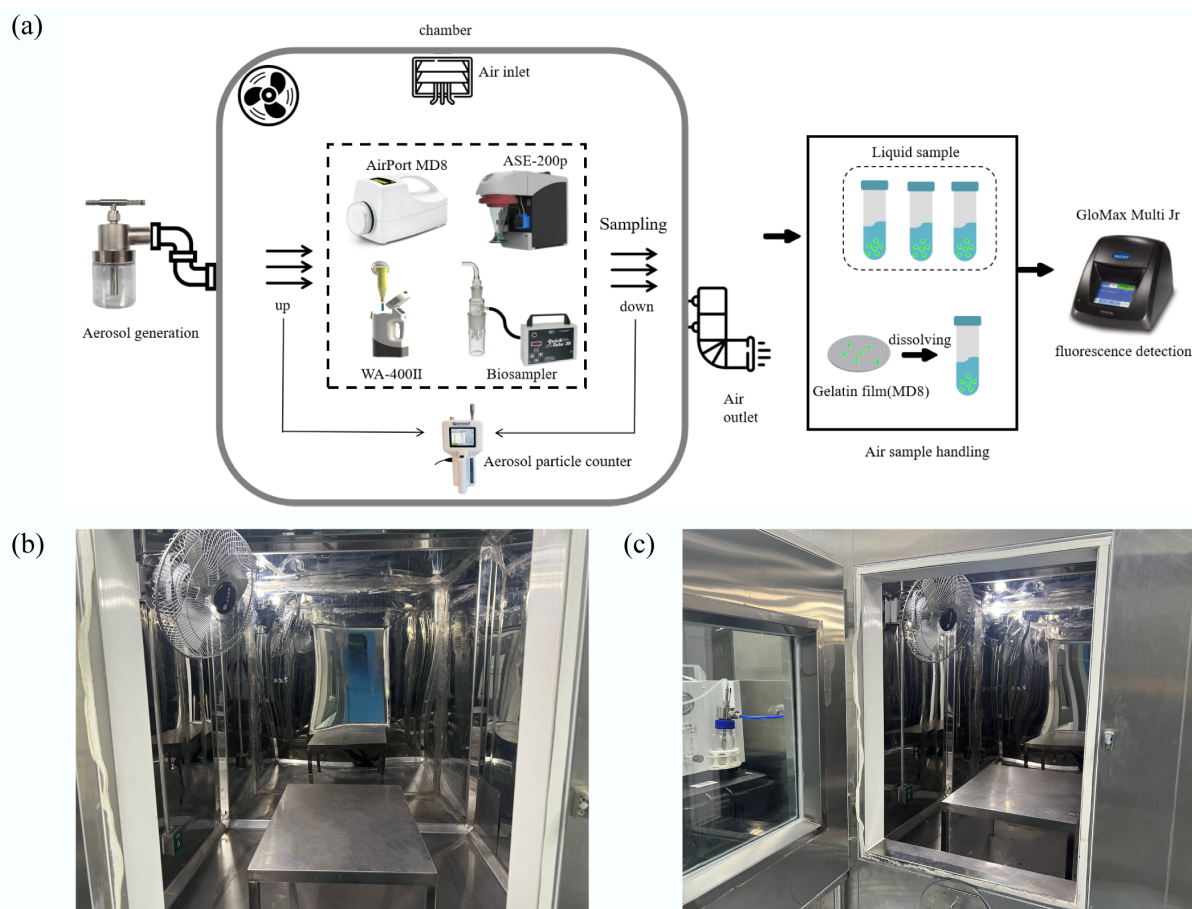 (a)
chamber
Air inlet
AirPort MD8
ASE-200p
Liquid sample
GloMax Multi Jr
Sampling
up
down
Aerosol generation
dissolving
fluorescence detection
WA-400II
Biosampler
Gelatin film(MD8)
Air
outlet
Aerosol particle counter
Air sample handling
(b)
(c)